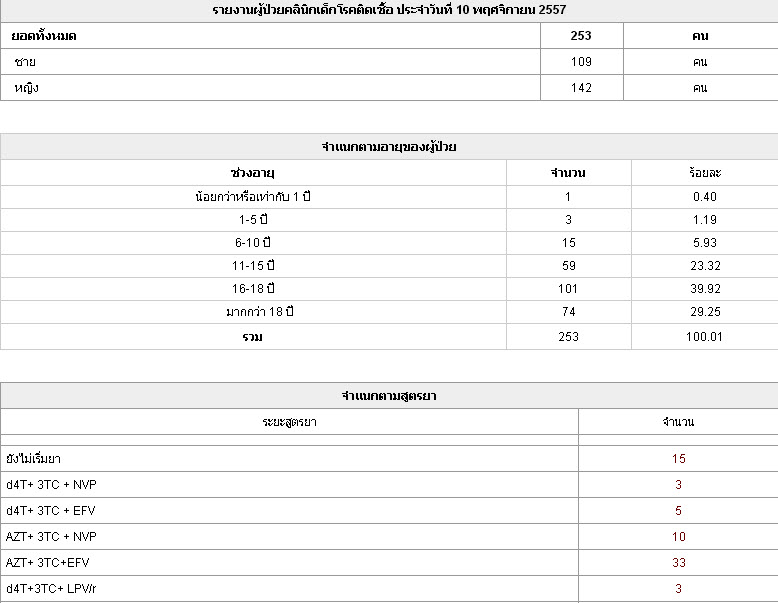 รายงานผู้ป่วยคลินิกเด็กโรคติดเชื้อ ประจำวันที่ 10 พฤศจิกายน 2557
ยอดทั้งหมด 253 คน
ชาย 109 คน
หญิง 142 คน
จำแนกตามอายุของผู้ป่วย
ช่วงอายุ จำนวน ร้อยละ
น้อยกว่าหรือเท่ากับ 1 ปี 1 0.40
1-5 ปี 3 1.19
6-10 ปี 15 5.93
11-15 ปี 59 23.32
16-18 ปี 101 39.92
มากกว่า 18 ปี 74 29.25
รวม 253 100.01
จำแนกตามสูตรยา
ระยะสูตรยา จำนวน
ยังไม่เริ่มยา 15
d4T+ 3TC + NVP 3
d4T+ 3TC + EFV 5
AZT+ 3TC + NVP 10
AZT+ 3TC+EFV 33
d4T+3TC+ LPV/r 3